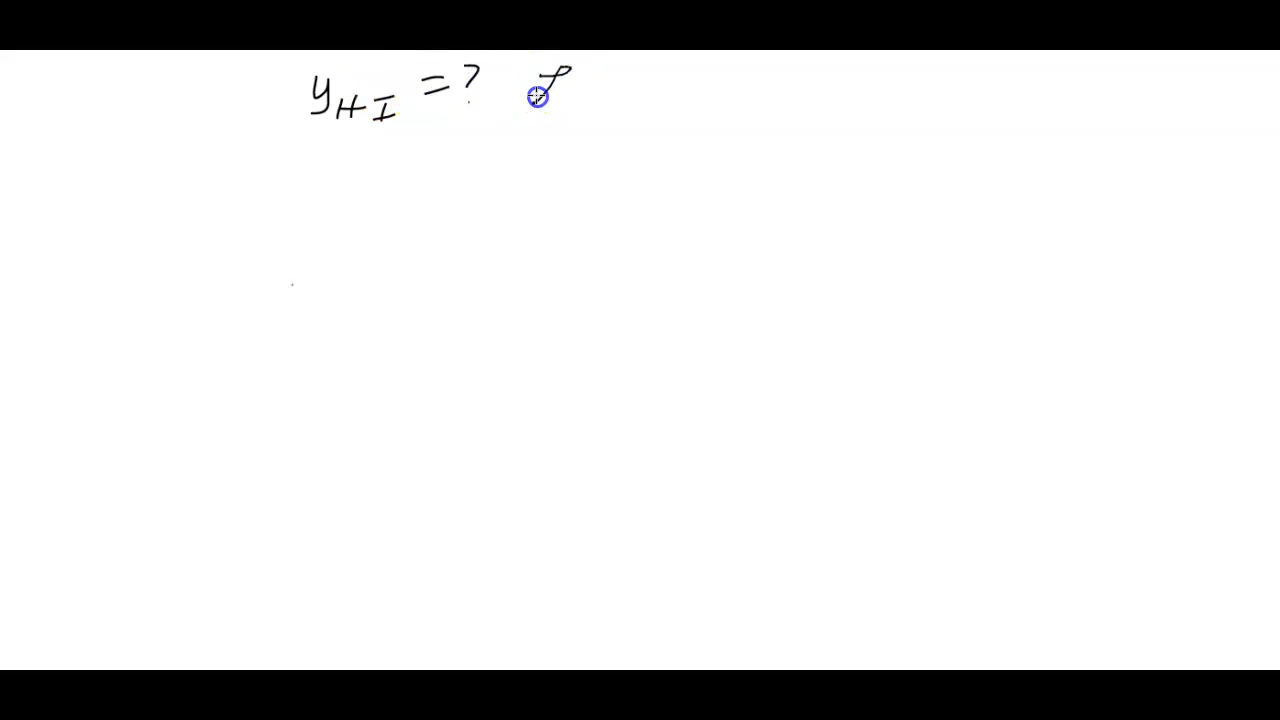 y_HI = ?